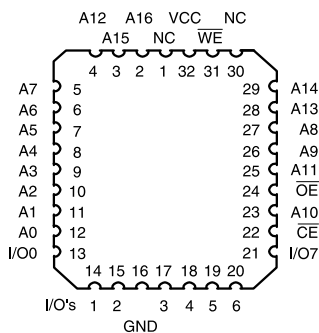 A12 A16 VCC NC
A15 NC W̅E̅
4 3 2 1 32 31 30
A7 5 29 A14
A6 6 28 A13
A5 7 27 A8
A4 8 26 A9
A3 9 25 A11
A2 10 24 O̅E̅
A1 11 23 A10
A0 12 22 C̅E̅
I/O0 13 21 I/O7
14 15 16 17 18 19 20
I/O's 1 2 3 4 5 6
GND